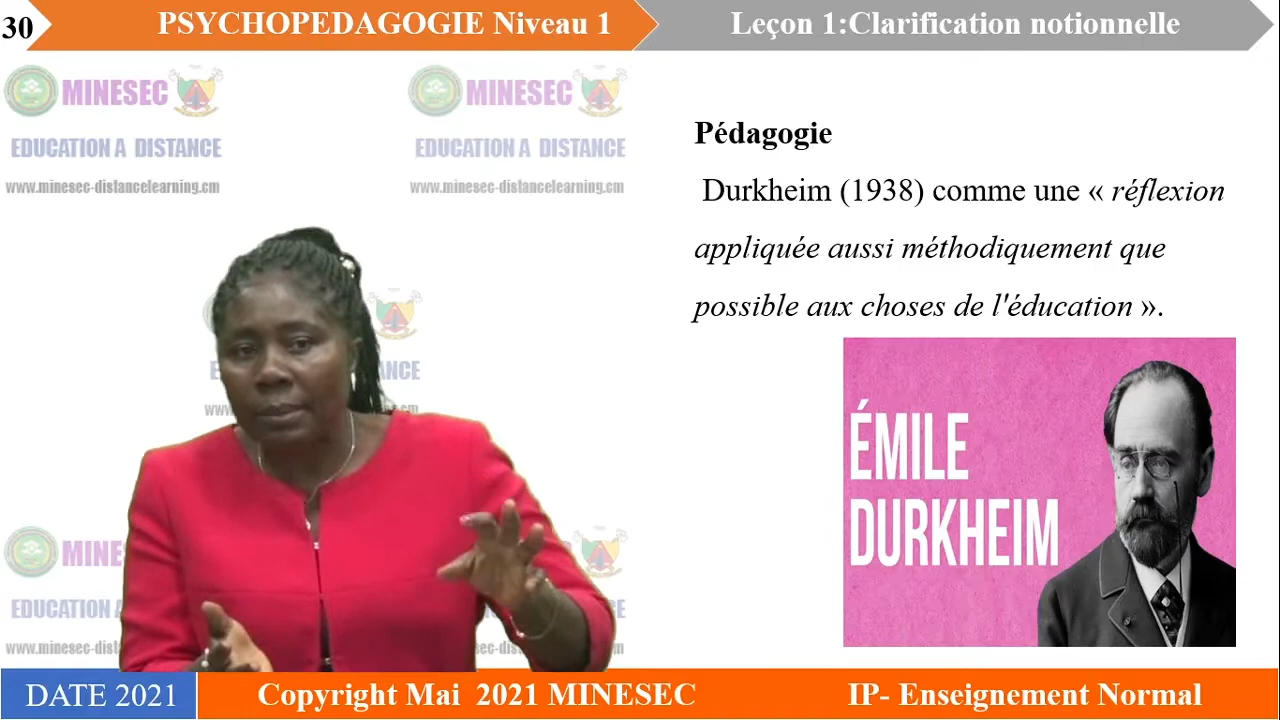 30
PSYCHOPEDAGOGIE Niveau 1
Leçon 1:Clarification notionnelle
MINESEC
EDUCATION A DISTANCE
www.minesec-distancelearning.cm
MINESEC
EDUCATION A DISTANCE
www.minesec-distancelearning.cm
Pédagogie
Durkheim (1938) comme une « réflexion
appliquée aussi méthodiquement que
possible aux choses de l'éducation ».
ÉMILE
DURKHEIM
EDUCATION A
DATE 2021
Copyright Mai 2021 MINESEC
IP- Enseignement Normal